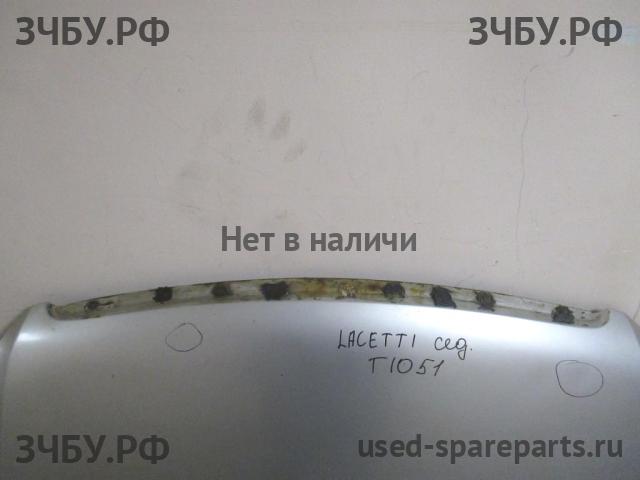 ЗЧБУ.РФ
ЗЧБУ.РФ
Нет в наличи
LACETTI сед.
T1051
ЗЧБУ.РФ
used-spareparts.ru